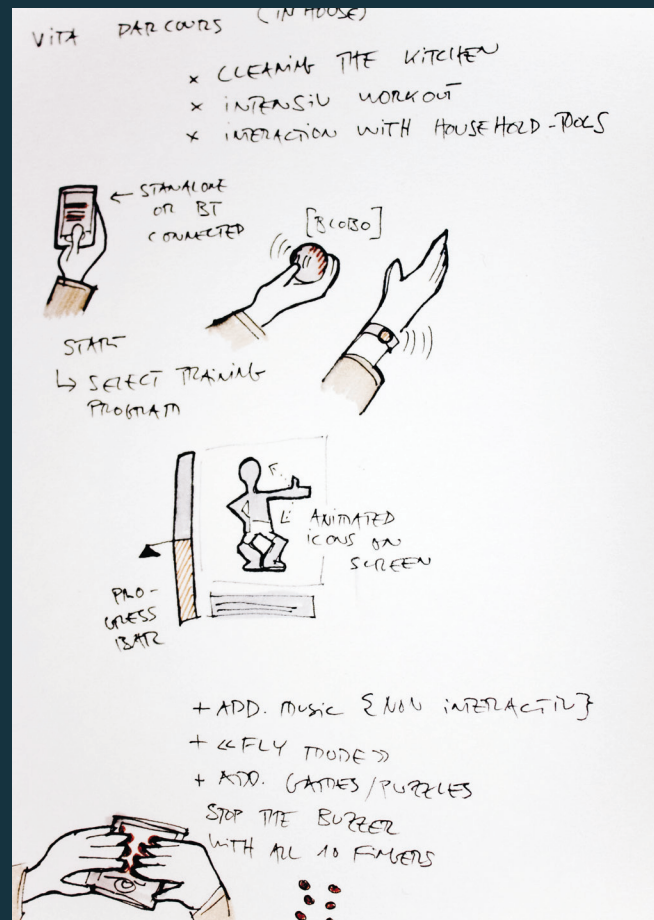 VITA PARCOURS (IN HOUSE)
× CLEANING THE KITCHEN
× INTENSIV WORKOUT
× INTERACTION WITH HOUSEHOLD-TOOLS
← STANALONE
OR BT
CONNECTED
[BLOBO]
START
↳ SELECT TRAINING
PROGRAM
ANIMATED
ICONS ON
SCREEN
PRO-
GRESS
BAR
+ ADD. MUSIC {NON INTERACTIV}
+ «FLY MODE»
+ ADD. GAMES/PUZZLES
STOP THE BUZZER
WITH ALL 10 FINGERS